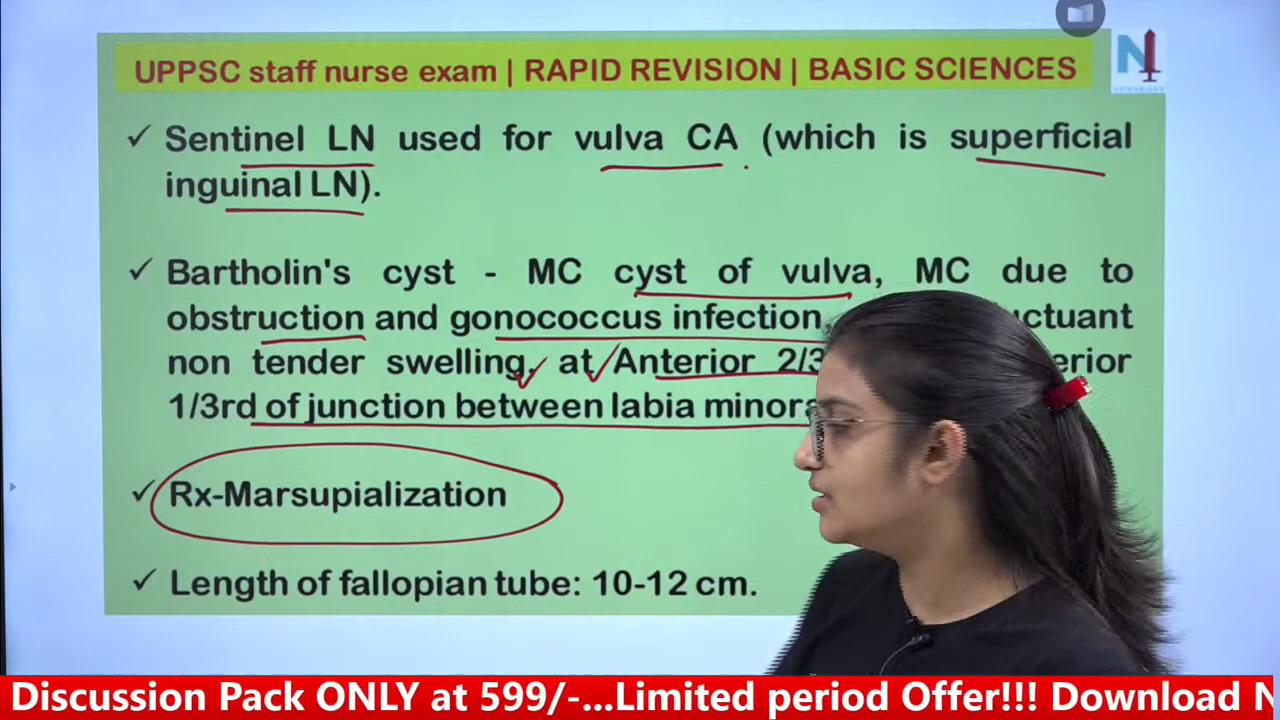 UPPSC staff nurse exam | RAPID REVISION | BASIC SCIENCES
N
✓ Sentinel LN used for vulva CA (which is superficial
inguinal LN).
✓ Bartholin's cyst - MC cyst of vulva, MC due to
obstruction and gonococcus infection,
non tender swelling, at Anterior 2/3
1/3rd of junction between labia
✓ Rx-Marsupialization
✓ Length of fallopian tube: 10-12 cm.
Discussion Pack ONLY at 599/-...Limited period Offer!!! Download